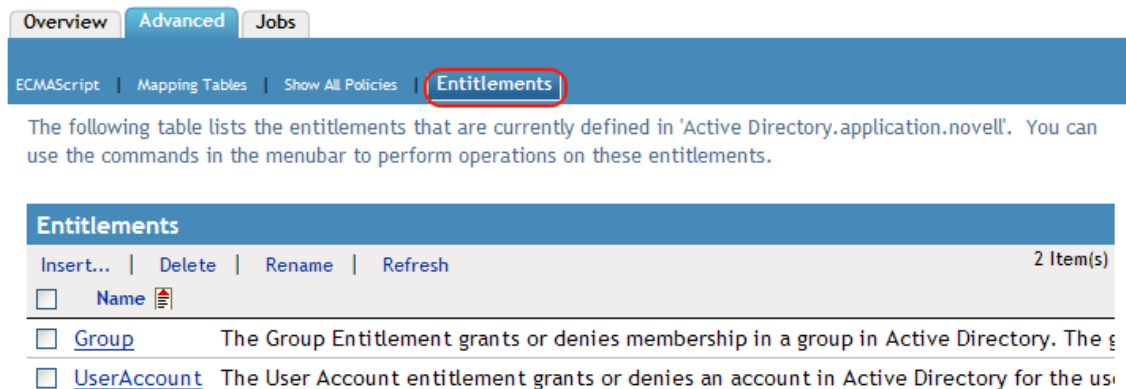 Overview Advanced Jobs
ECMAScript | Mapping Tables | Show All Policies | Entitlements
The following table lists the entitlements that are currently defined in 'Active Directory.application.novell'. You can
use the commands in the menubar to perform operations on these entitlements.
Entitlements
Insert... | Delete | Rename | Refresh 2 Item(s)
Name
Group The Group Entitlement grants or denies membership in a group in Active Directory. The
UserAccount The User Account entitlement grants or denies an account in Active Directory for the